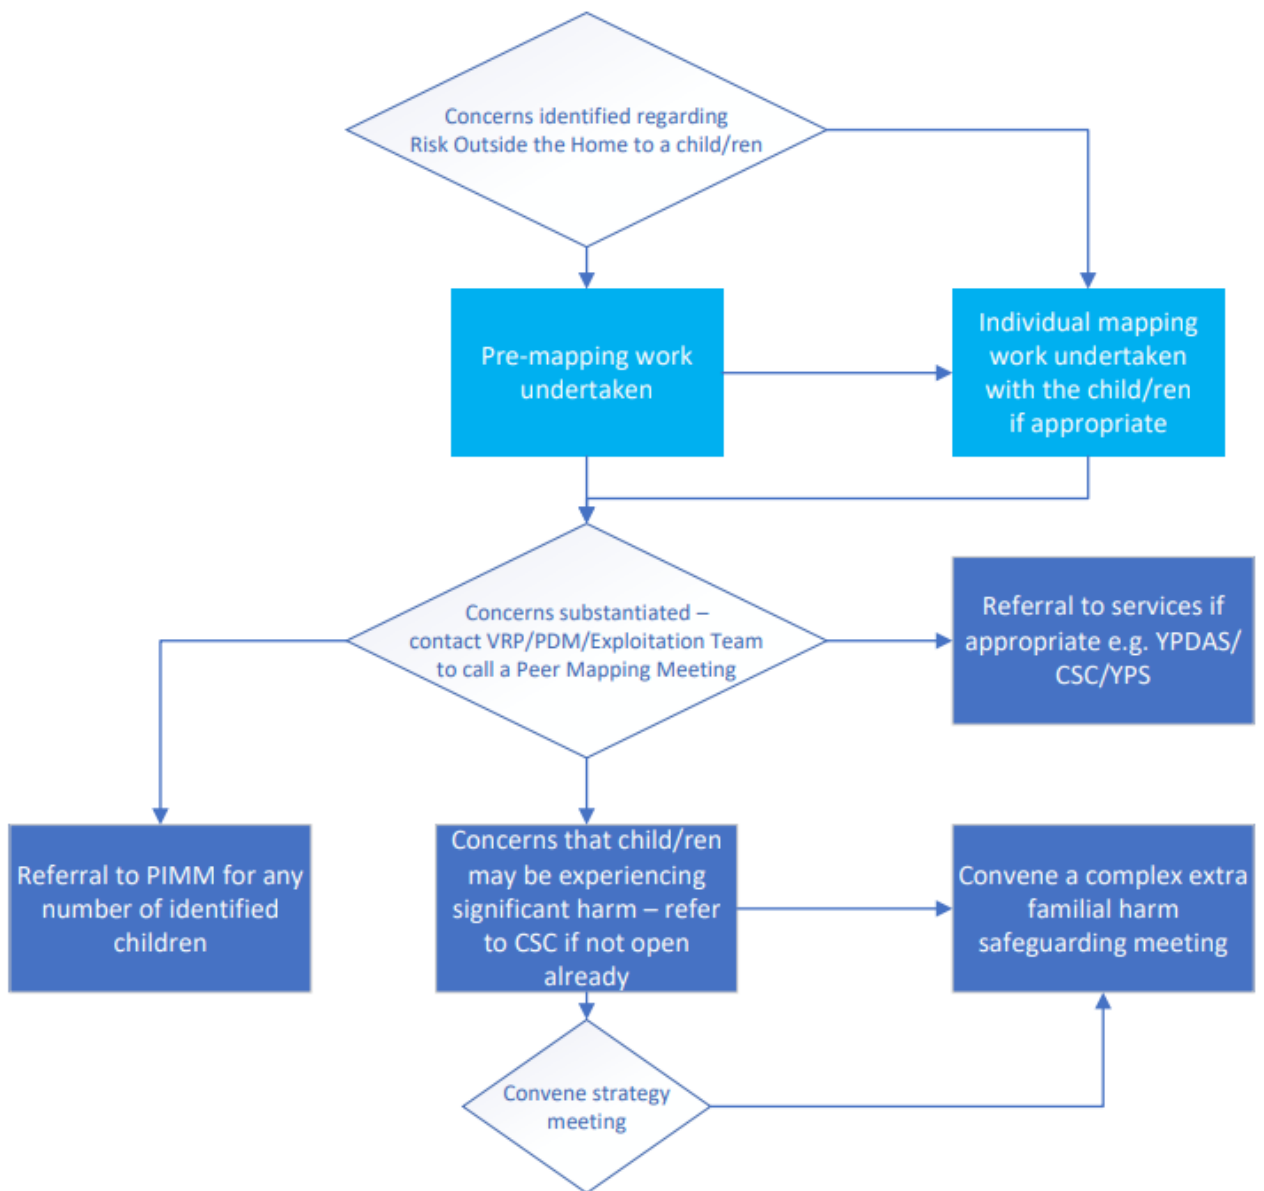 Concerns identified regarding
Risk Outside the Home to a child/ren
Pre-mapping work
undertaken
Individual mapping
work undertaken
with the child/ren
if appropriate
Concerns substantiated –
contact VRP/PDM/Exploitation Team
to call a Peer Mapping Meeting
Referral to services if
appropriate e.g. YPDAS/
CSC/YPS
Referral to PIMM for any
number of identified
children
Concerns that child/ren
may be experiencing
significant harm – refer
to CSC if not open
already
Convene a complex extra
familial harm
safeguarding meeting
Convene strategy
meeting